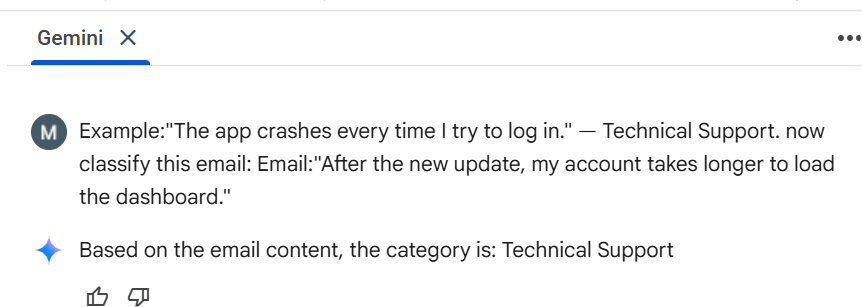 Gemini
M
Example:"The app crashes every time I try to log in." — Technical Support. now
classify this email: Email:"After the new update, my account takes longer to load
the dashboard."
Based on the email content, the category is: Technical Support